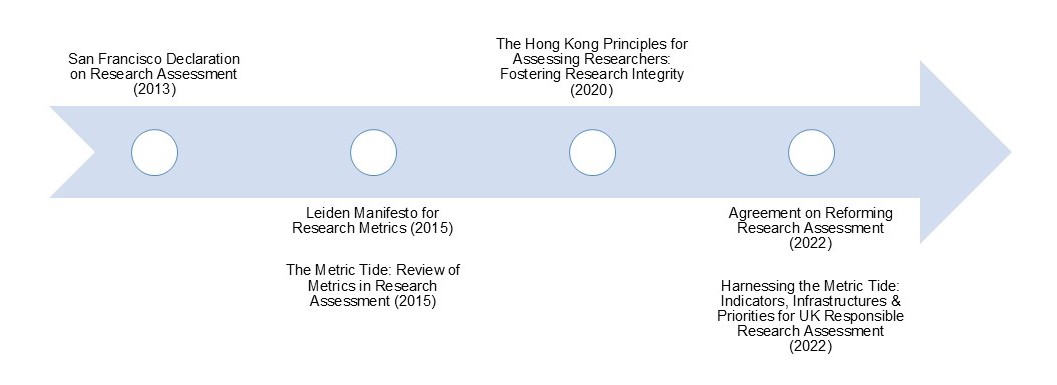 San Francisco Declaration
on Research Assessment
(2013)
Leiden Manifesto for
Research Metrics (2015)
The Metric Tide: Review of
Metrics in Research
Assessment (2015)
The Hong Kong Principles for
Assessing Researchers:
Fostering Research Integrity
(2020)
Agreement on Reforming
Research Assessment
(2022)
Harnessing the Metric Tide:
Indicators, Infrastructures &
Priorities for UK Responsible
Research Assessment
(2022)